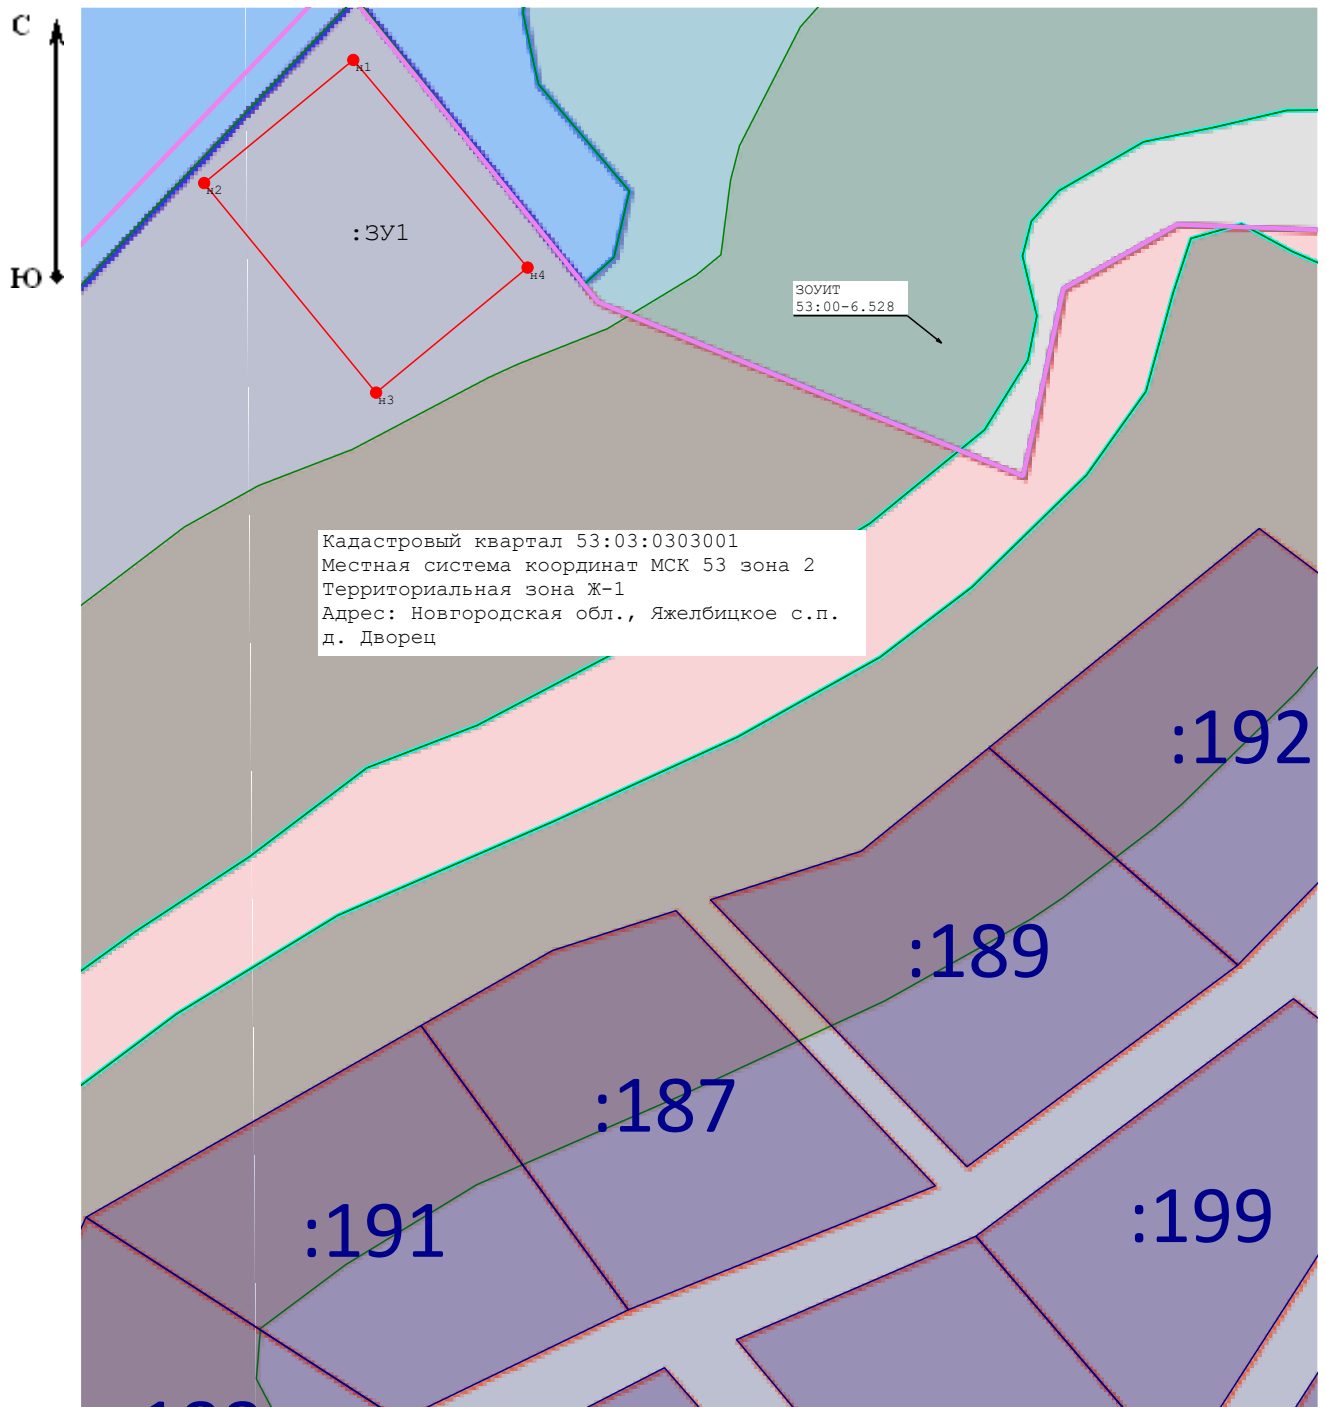 С
н1
н2
:ЗУ1
Ю
н4
ЗОУИТ
53:00-6.528
н3
Кадастровый квартал 53:03:0303001
Местная система координат МСК 53 зона 2
Территориальная зона Ж-1
Адрес: Новгородская обл., Яжелбицкое с.п.
д. Дворец
:192
:189
:187
:199
:191